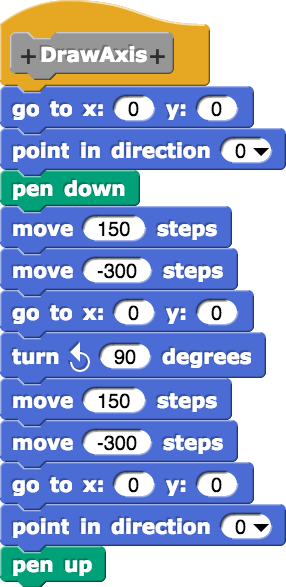 + DrawAxis +
go to x: 0 y: 0
point in direction 0
pen down
move 150 steps
move -300 steps
go to x: 0 y: 0
turn 90 degrees
move 150 steps
move -300 steps
go to x: 0 y: 0
point in direction 0
pen up